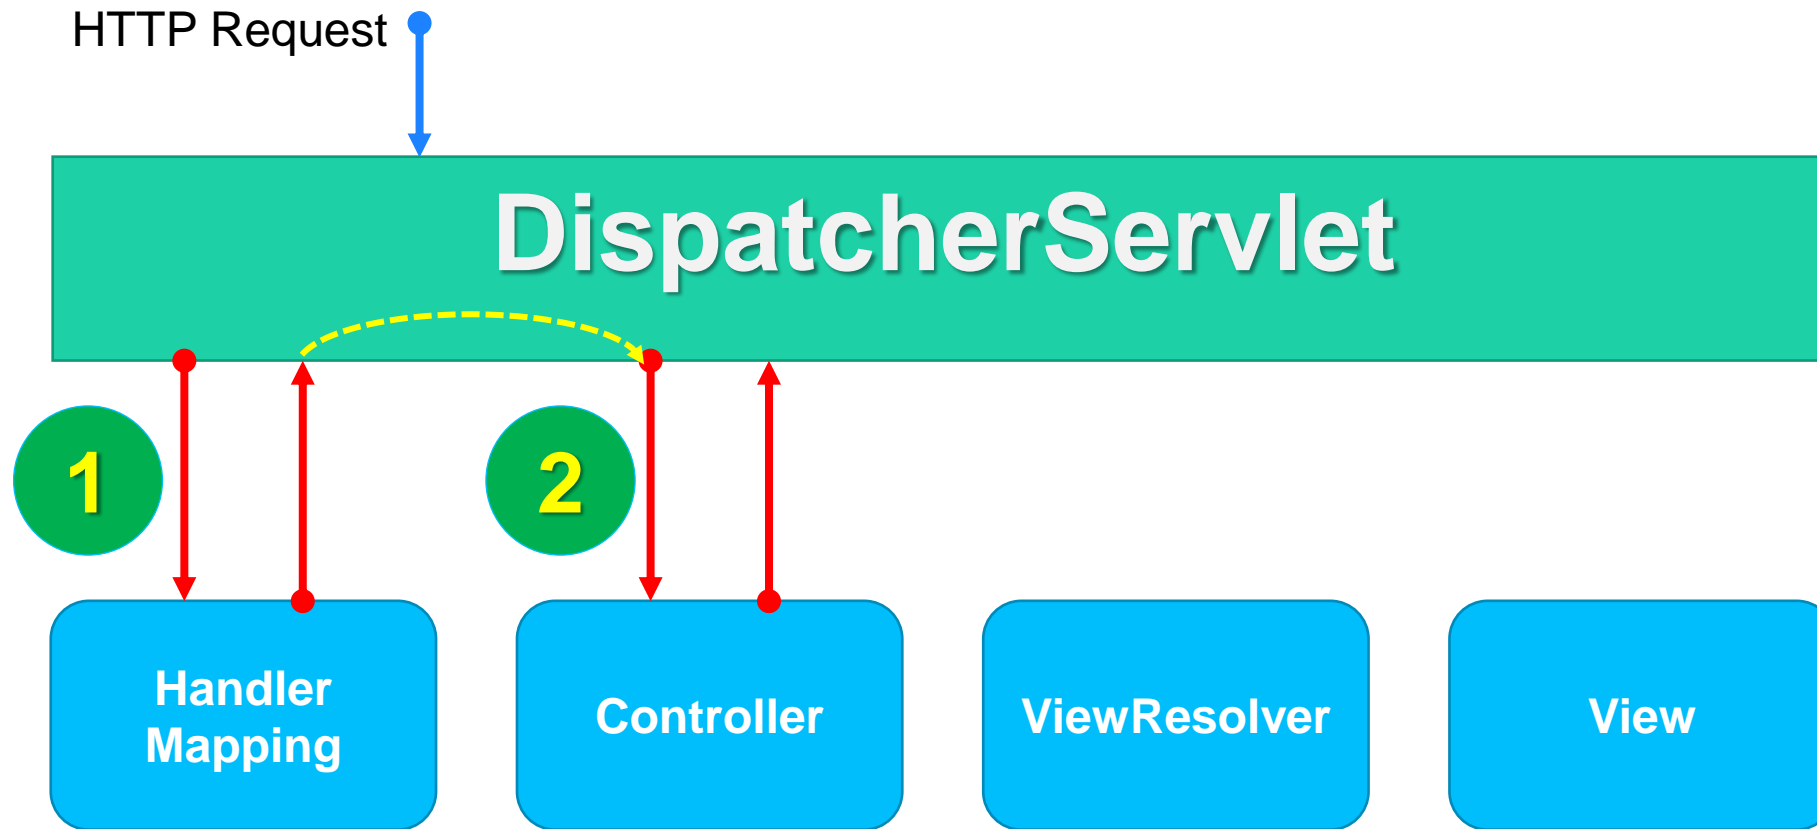 HTTP Request
DispatcherServlet
1
2
Handler
Mapping
Controller
ViewResolver
View